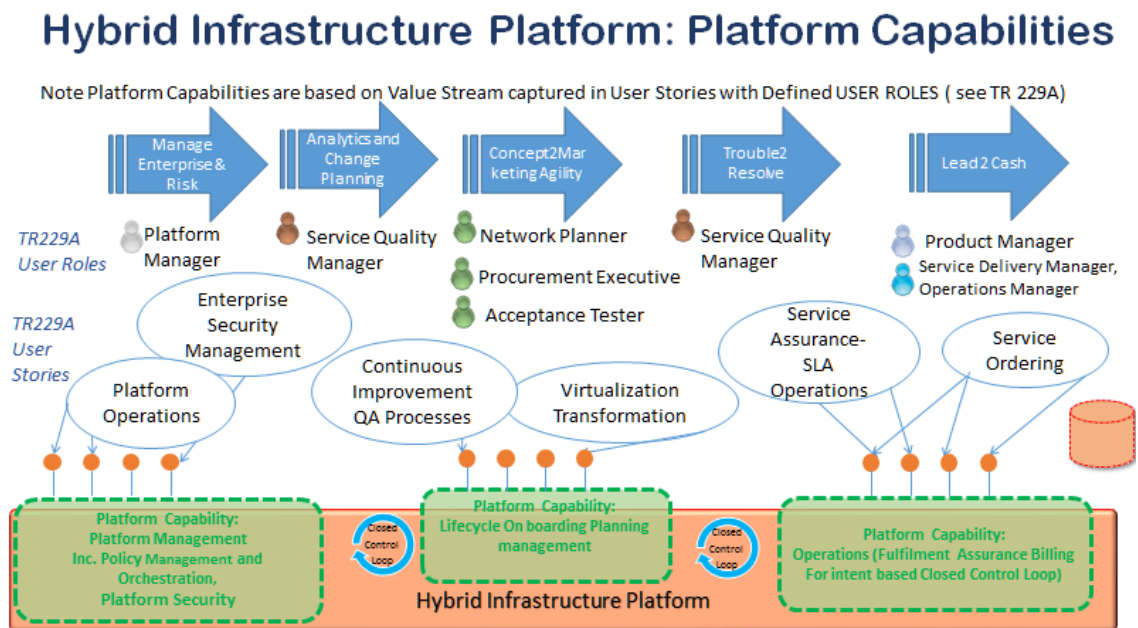 Hybrid Infrastructure Platform: Platform Capabilities
Note Platform Capabilities are based on Value Stream captured in User Stories with Defined USER ROLES ( see TR 229A)
Manage
Enterprise &
Risk
Analytics and
Change
Planning
Concept2Mar
keting Agility
Trouble2
Resolve
Lead 2 Cash
TR229A
User Roles
Platform
Manager
Service Quality
Manager
Network Planner
Procurement Executive
Acceptance Tester
Service Quality
Manager
Product Manager
Service Delivery Manager,
Operations Manager
TR229A
User
Stories
Enterprise
Security
Management
Platform
Operations
Continuous
Improvement
QA Processes
Virtualization
Transformation
Service
Assurance-
SLA
Operations
Service
Ordering
Platform Capability:
Platform Management
Inc. Policy Management and
Orchestration,
Platform Security
Closed
Control
Loop
Platform Capability:
Lifecycle On boarding Planning
management
Closed
Control
Loop
Platform Capability:
Operations (Fulfilment Assurance Billing
For intent based Closed Control Loop)
Hybrid Infrastructure Platform